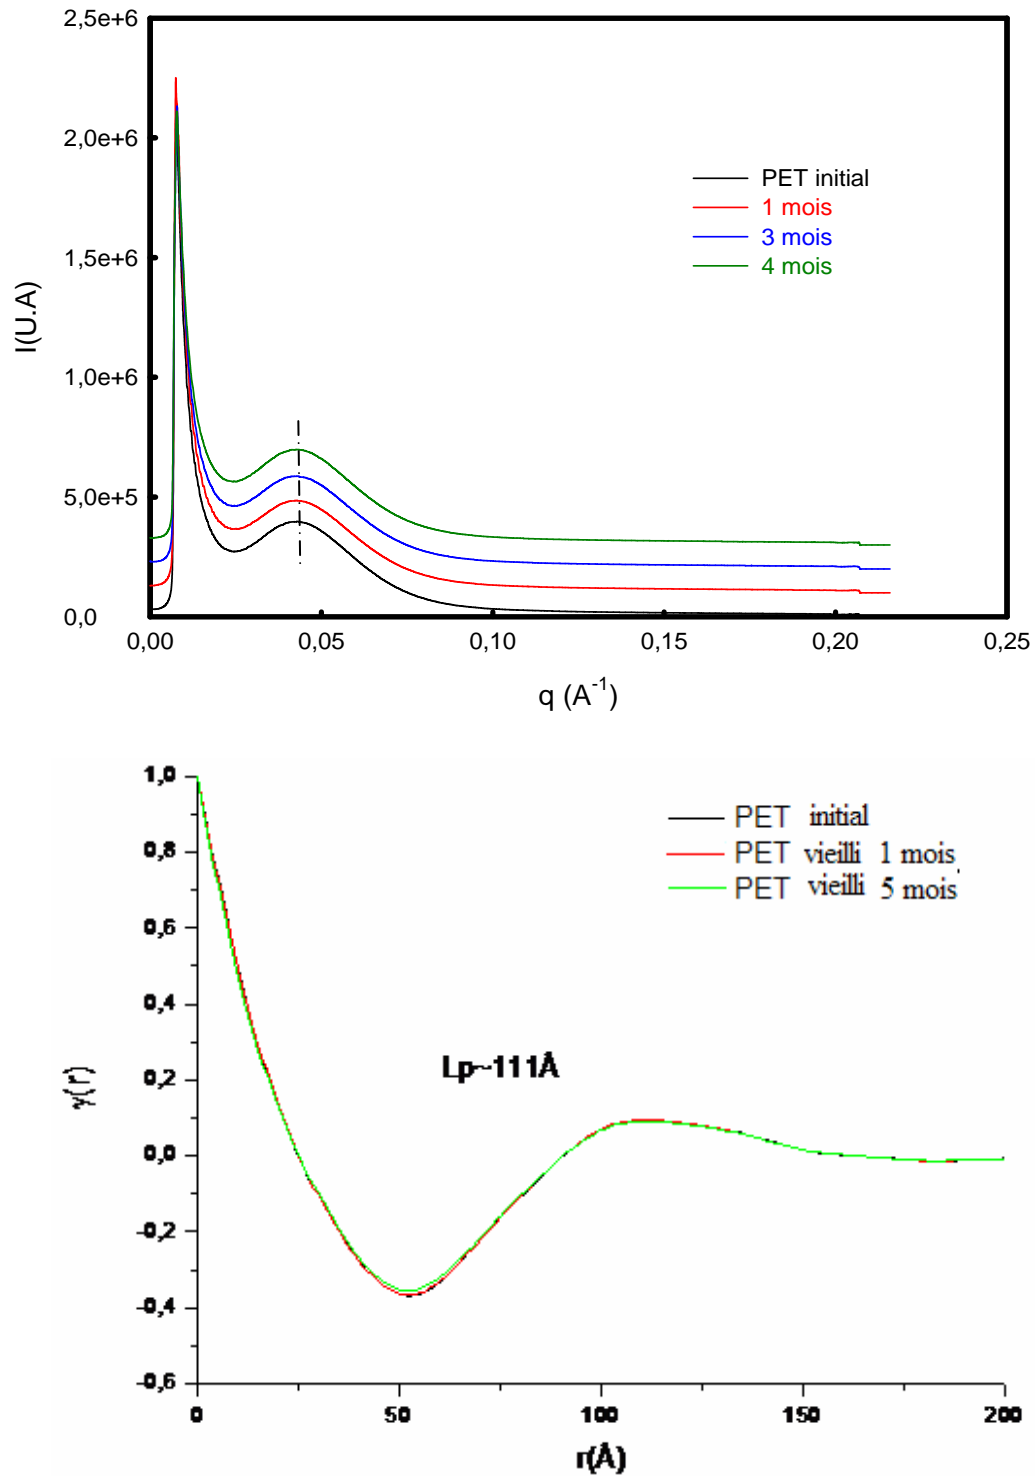 2,5e+6
2,0e+6
1,5e+6
1,0e+6
5,0e+5
0,0
I(U.A)
PET initial
1 mois
3 mois
4 mois
0,00 0,05 0,10 0,15 0,20 0,25
q (A⁻¹)
1,0
0,8
0,6
0,4
0,2
0,0
-0,2
-0,4
-0,6
γ(r)
PET initial
PET vieilli 1 mois
PET vieilli 5 mois
Lp~111Å
0 50 100 150 200
r(Å)